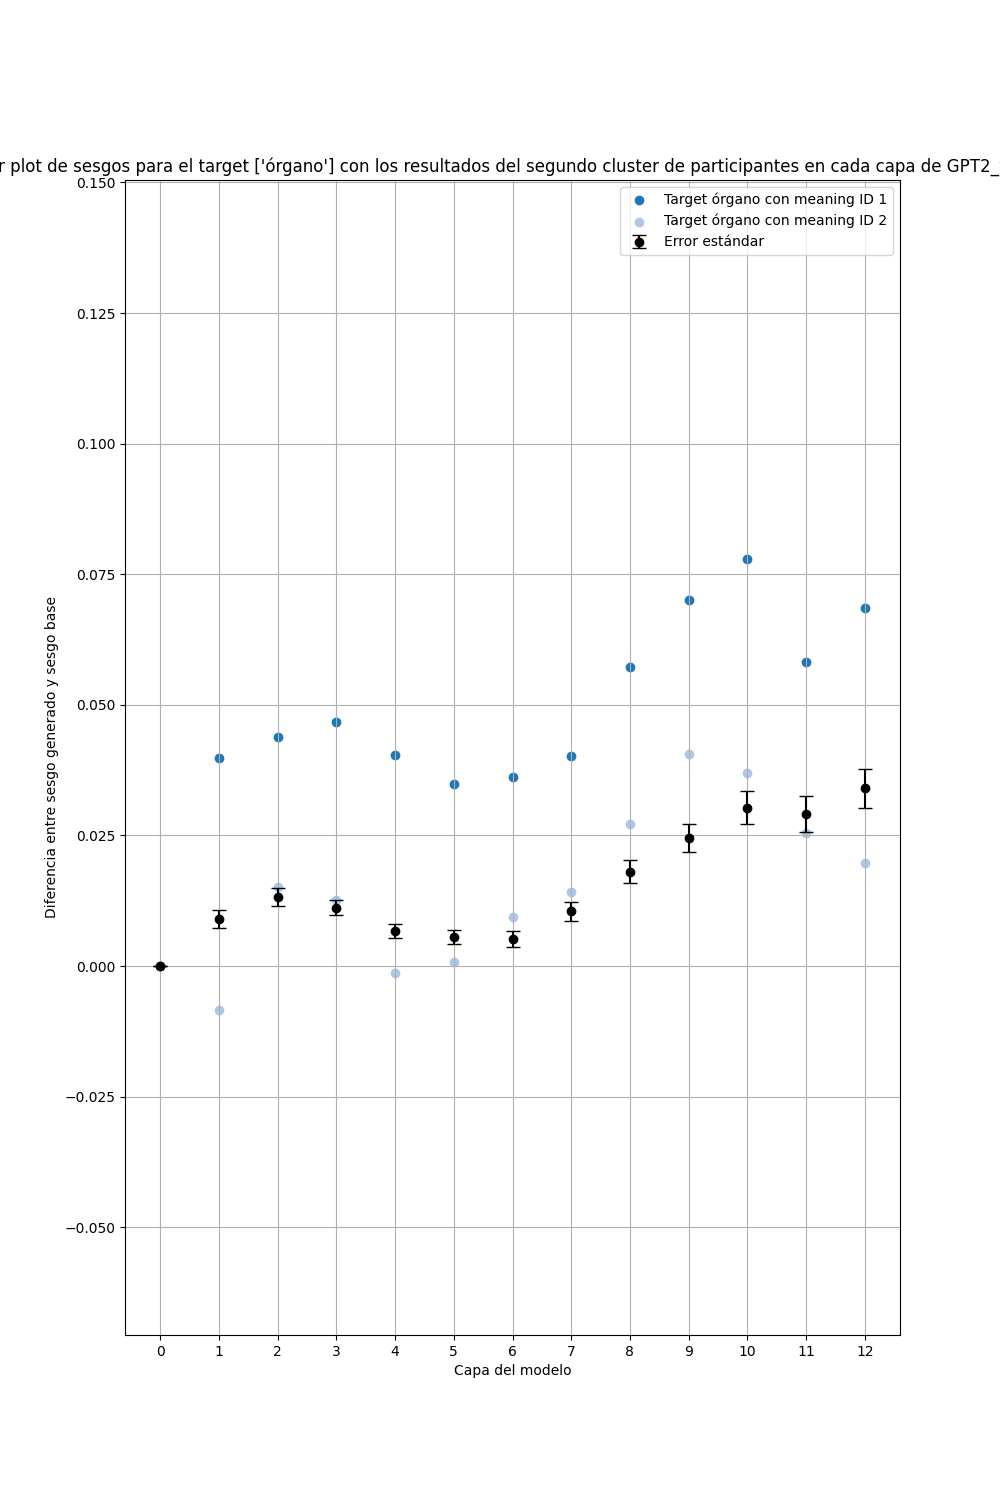 r plot de sesgos para el target ['órgano'] con los resultados del segundo cluster de participantes en cada capa de GPT2_
Target órgano con meaning ID 1
Target órgano con meaning ID 2
Error estándar
0.150
0.125
0.100
0.075
0.050
0.025
0.000
−0.025
−0.050
Diferencia entre sesgo generado y sesgo base
0 1 2 3 4 5 6 7 8 9 10 11 12
Capa del modelo